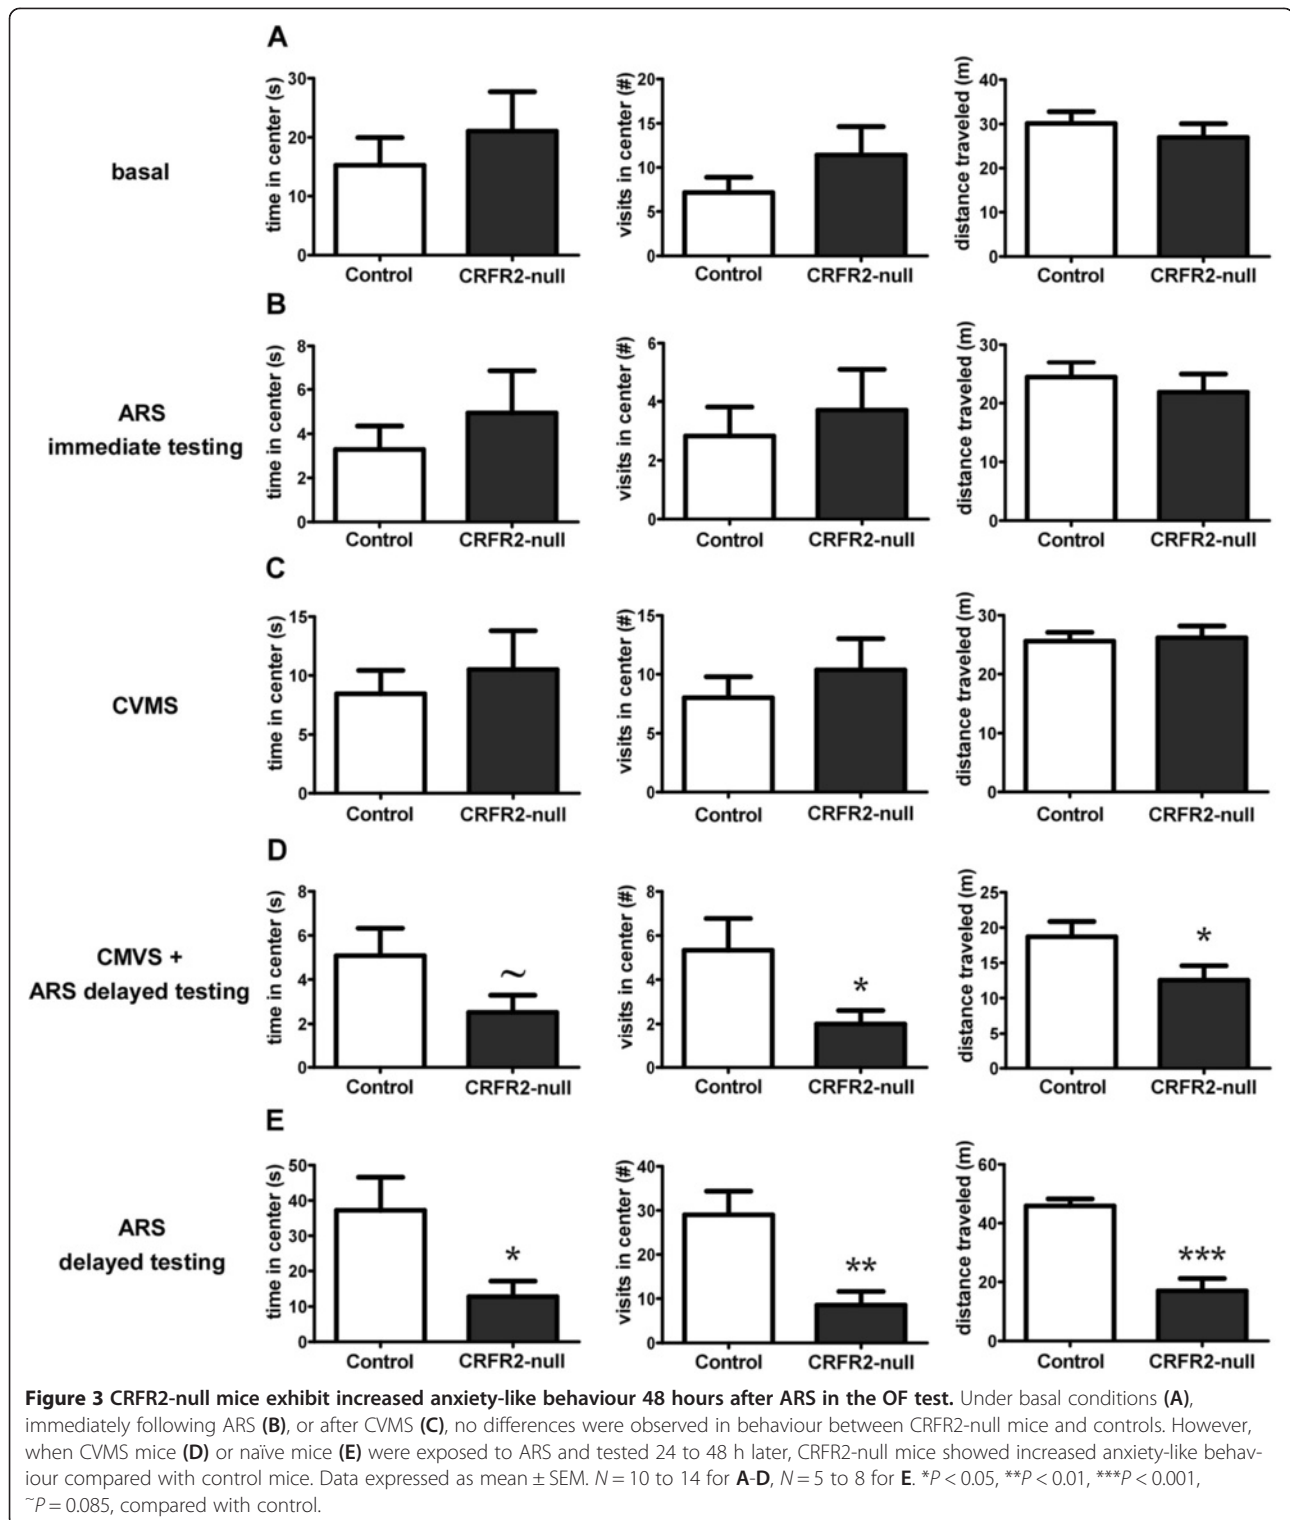 A
time in center (s)
30
20
10
0
Control
CRFR2-null
visits in center (#)
20
15
10
5
0
Control
CRFR2-null
distance traveled (m)
40
30
20
10
0
Control
CRFR2-null
basal
B
time in center (s)
8
6
4
2
0
Control
CRFR2-null
visits in center (#)
6
4
2
0
Control
CRFR2-null
distance traveled (m)
30
20
10
0
Control
CRFR2-null
ARS
immediate testing
C
time in center (s)
15
10
5
0
Control
CRFR2-null
visits in center (#)
15
10
5
0
Control
CRFR2-null
distance traveled (m)
30
20
10
0
Control
CRFR2-null
CVMS
D
time in center (s)
8
6
4
2
0
~
Control
CRFR2-null
visits in center (#)
8
6
4
2
0
*
Control
CRFR2-null
distance traveled (m)
25
20
15
10
5
0
*
Control
CRFR2-null
CMVS +
ARS delayed testing
E
time in center (s)
50
40
30
20
10
0
*
Control
CRFR2-null
visits in center (#)
40
30
20
10
0
**
Control
CRFR2-null
distance traveled (m)
60
40
20
0
***
Control
CRFR2-null
ARS
delayed testing
Figure 3 CRFR2-null mice exhibit increased anxiety-like behaviour 48 hours after ARS in the OF test. Under basal conditions (A),
immediately following ARS (B), or after CVMS (C), no differences were observed in behaviour between CRFR2-null mice and controls. However,
when CVMS mice (D) or naïve mice (E) were exposed to ARS and tested 24 to 48 h later, CRFR2-null mice showed increased anxiety-like behav-
iour compared with control mice. Data expressed as mean ± SEM. N = 10 to 14 for A-D, N = 5 to 8 for E. *P < 0.05, **P < 0.01, ***P < 0.001,
~P = 0.085, compared with control.